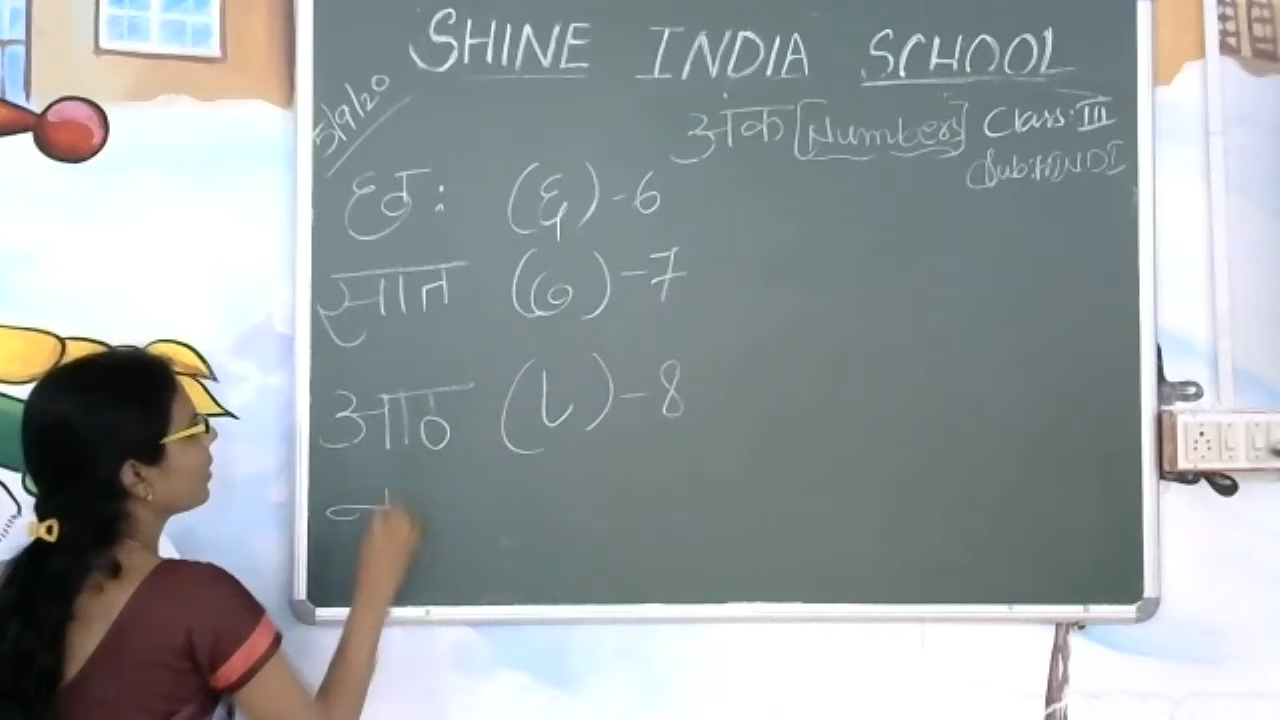 SHINE INDIA SCHOOL
5/9/20
अंक [Numbers] Class: III
Sub: HINDI
छ: (६) - 6
सात (७) - 7
आठ (८) - 8
न